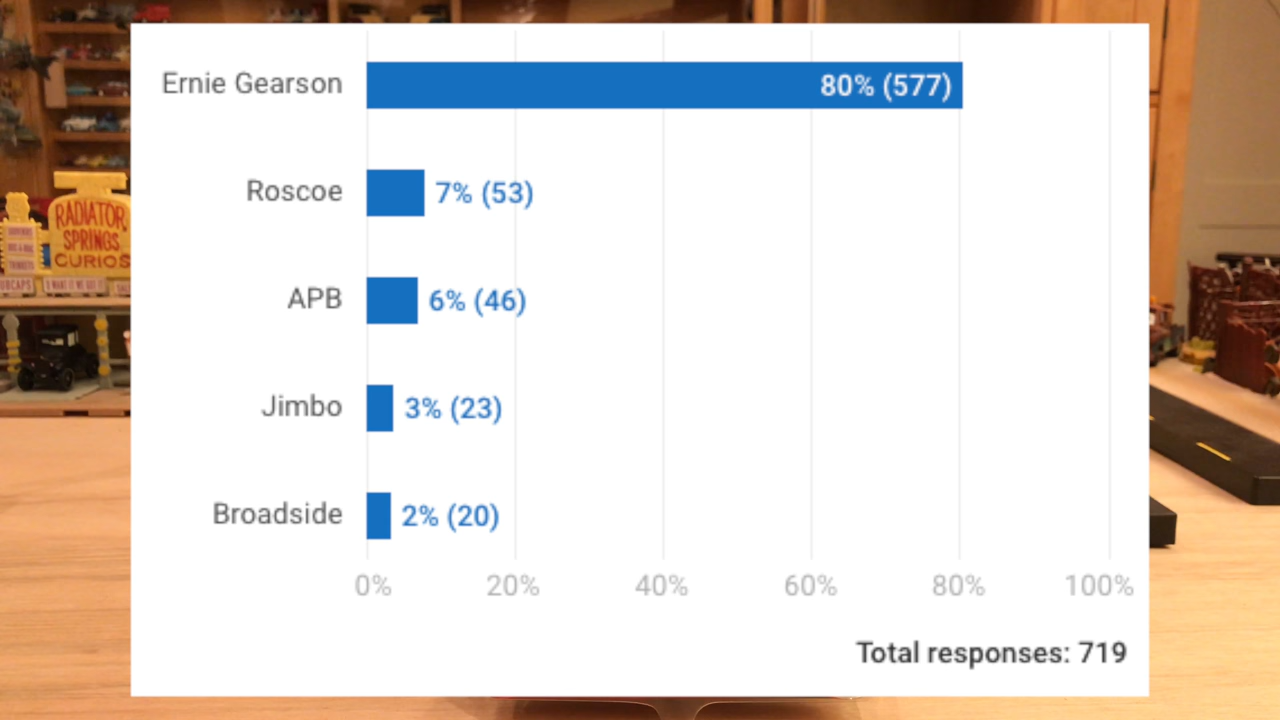 Ernie Gearson 80% (577)
Roscoe 7% (53)
APB 6% (46)
Jimbo 3% (23)
Broadside 2% (20)
0% 20% 40% 60% 80% 100%
Total responses: 719
RADIATOR
SPRINGS
CURIOS